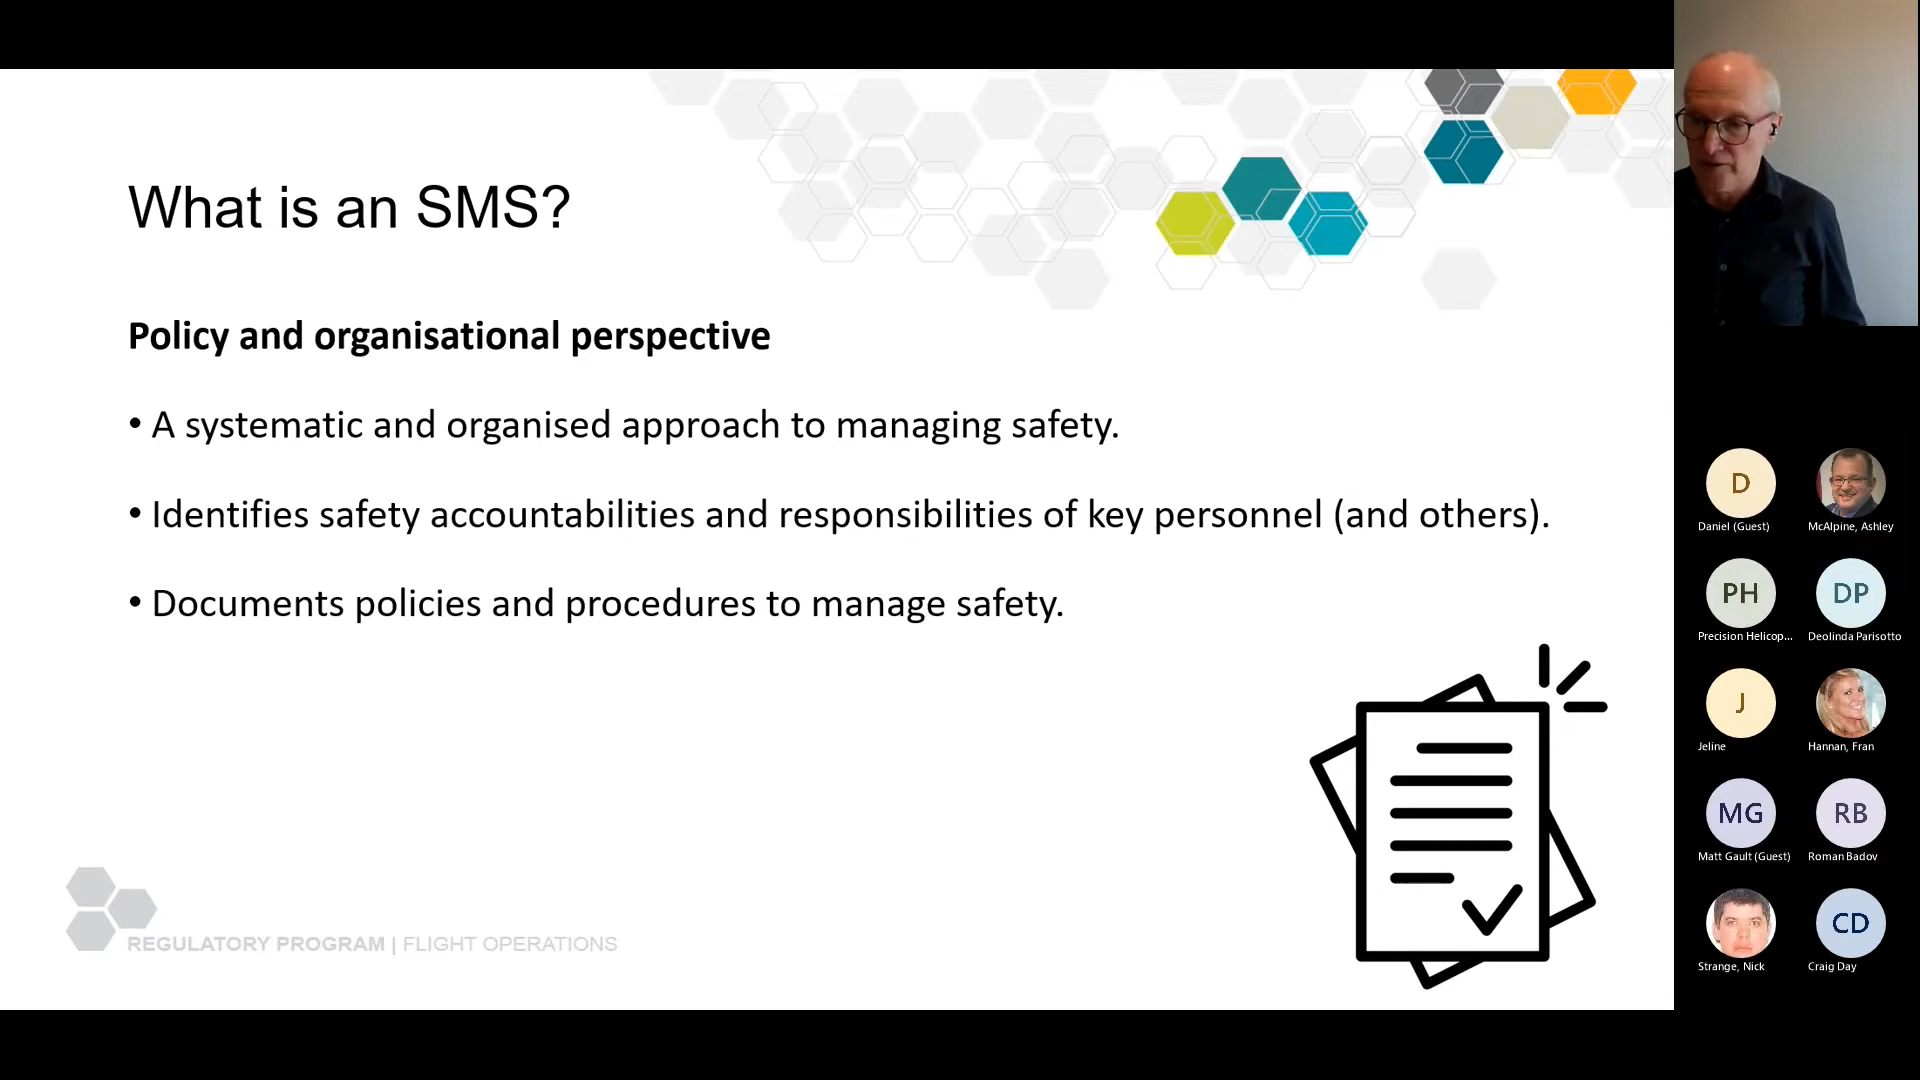 What is an SMS?
Policy and organisational perspective
• A systematic and organised approach to managing safety.
• Identifies safety accountabilities and responsibilities of key personnel (and others).
• Documents policies and procedures to manage safety.
REGULATORY PROGRAM | FLIGHT OPERATIONS
D
Daniel (Guest)
McAlpine, Ashley
PH
Precision Helicop...
DP
Deolinda Parisotto
J
Jeline
Hannan, Fran
MG
Matt Gault (Guest)
RB
Roman Badov
Strange, Nick
CD
Craig Day